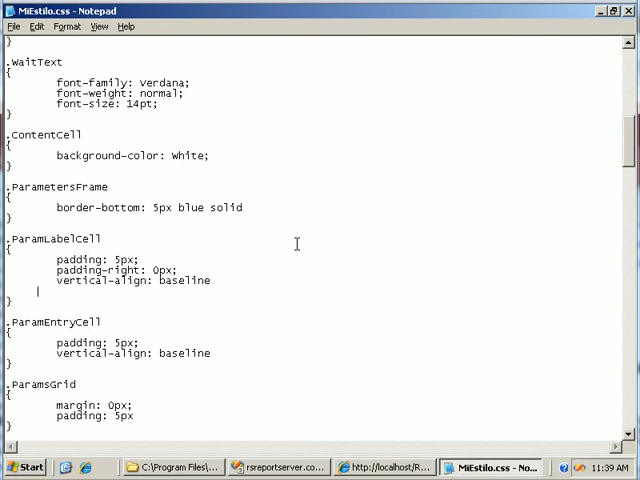 MiEstilo.css - Notepad
File Edit Format View Help
}
.WaitText
{
font-family: verdana;
font-weight: normal;
font-size: 14pt;
}
.ContentCell
{
background-color: White;
}
.ParametersFrame
{
border-bottom: 5px blue solid
}
.ParamLabelCell
{
padding: 5px;
padding-right: 0px;
vertical-align: baseline
}
.ParamEntryCell
{
padding: 5px;
vertical-align: baseline
}
.ParamsGrid
{
margin: 0px;
padding: 5px
}
Start C:\Program Files\... rsreportserver.co... http://localhost/R... MiEstilo.css - No... 11:39 AM